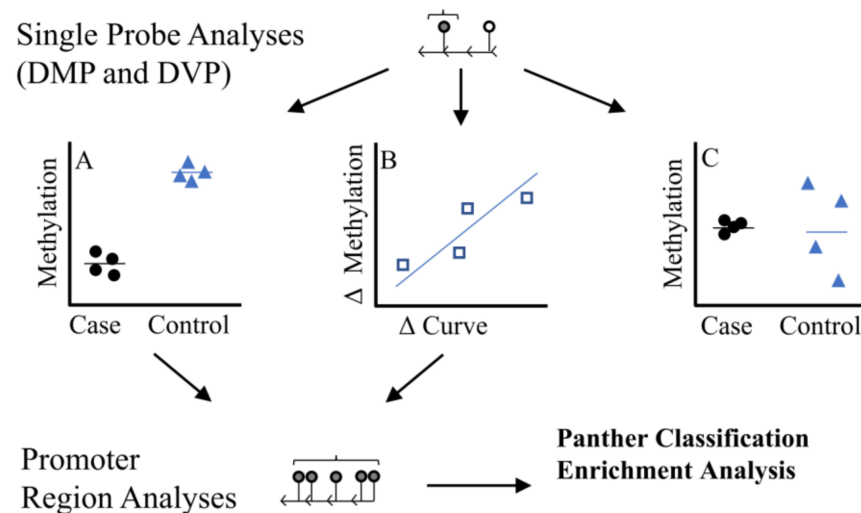 Single Probe Analyses
(DMP and DVP)
A
Methylation
Case Control
B
Δ Methylation
Δ Curve
C
Methylation
Case Control
Promoter
Region Analyses
Panther Classification
Enrichment Analysis